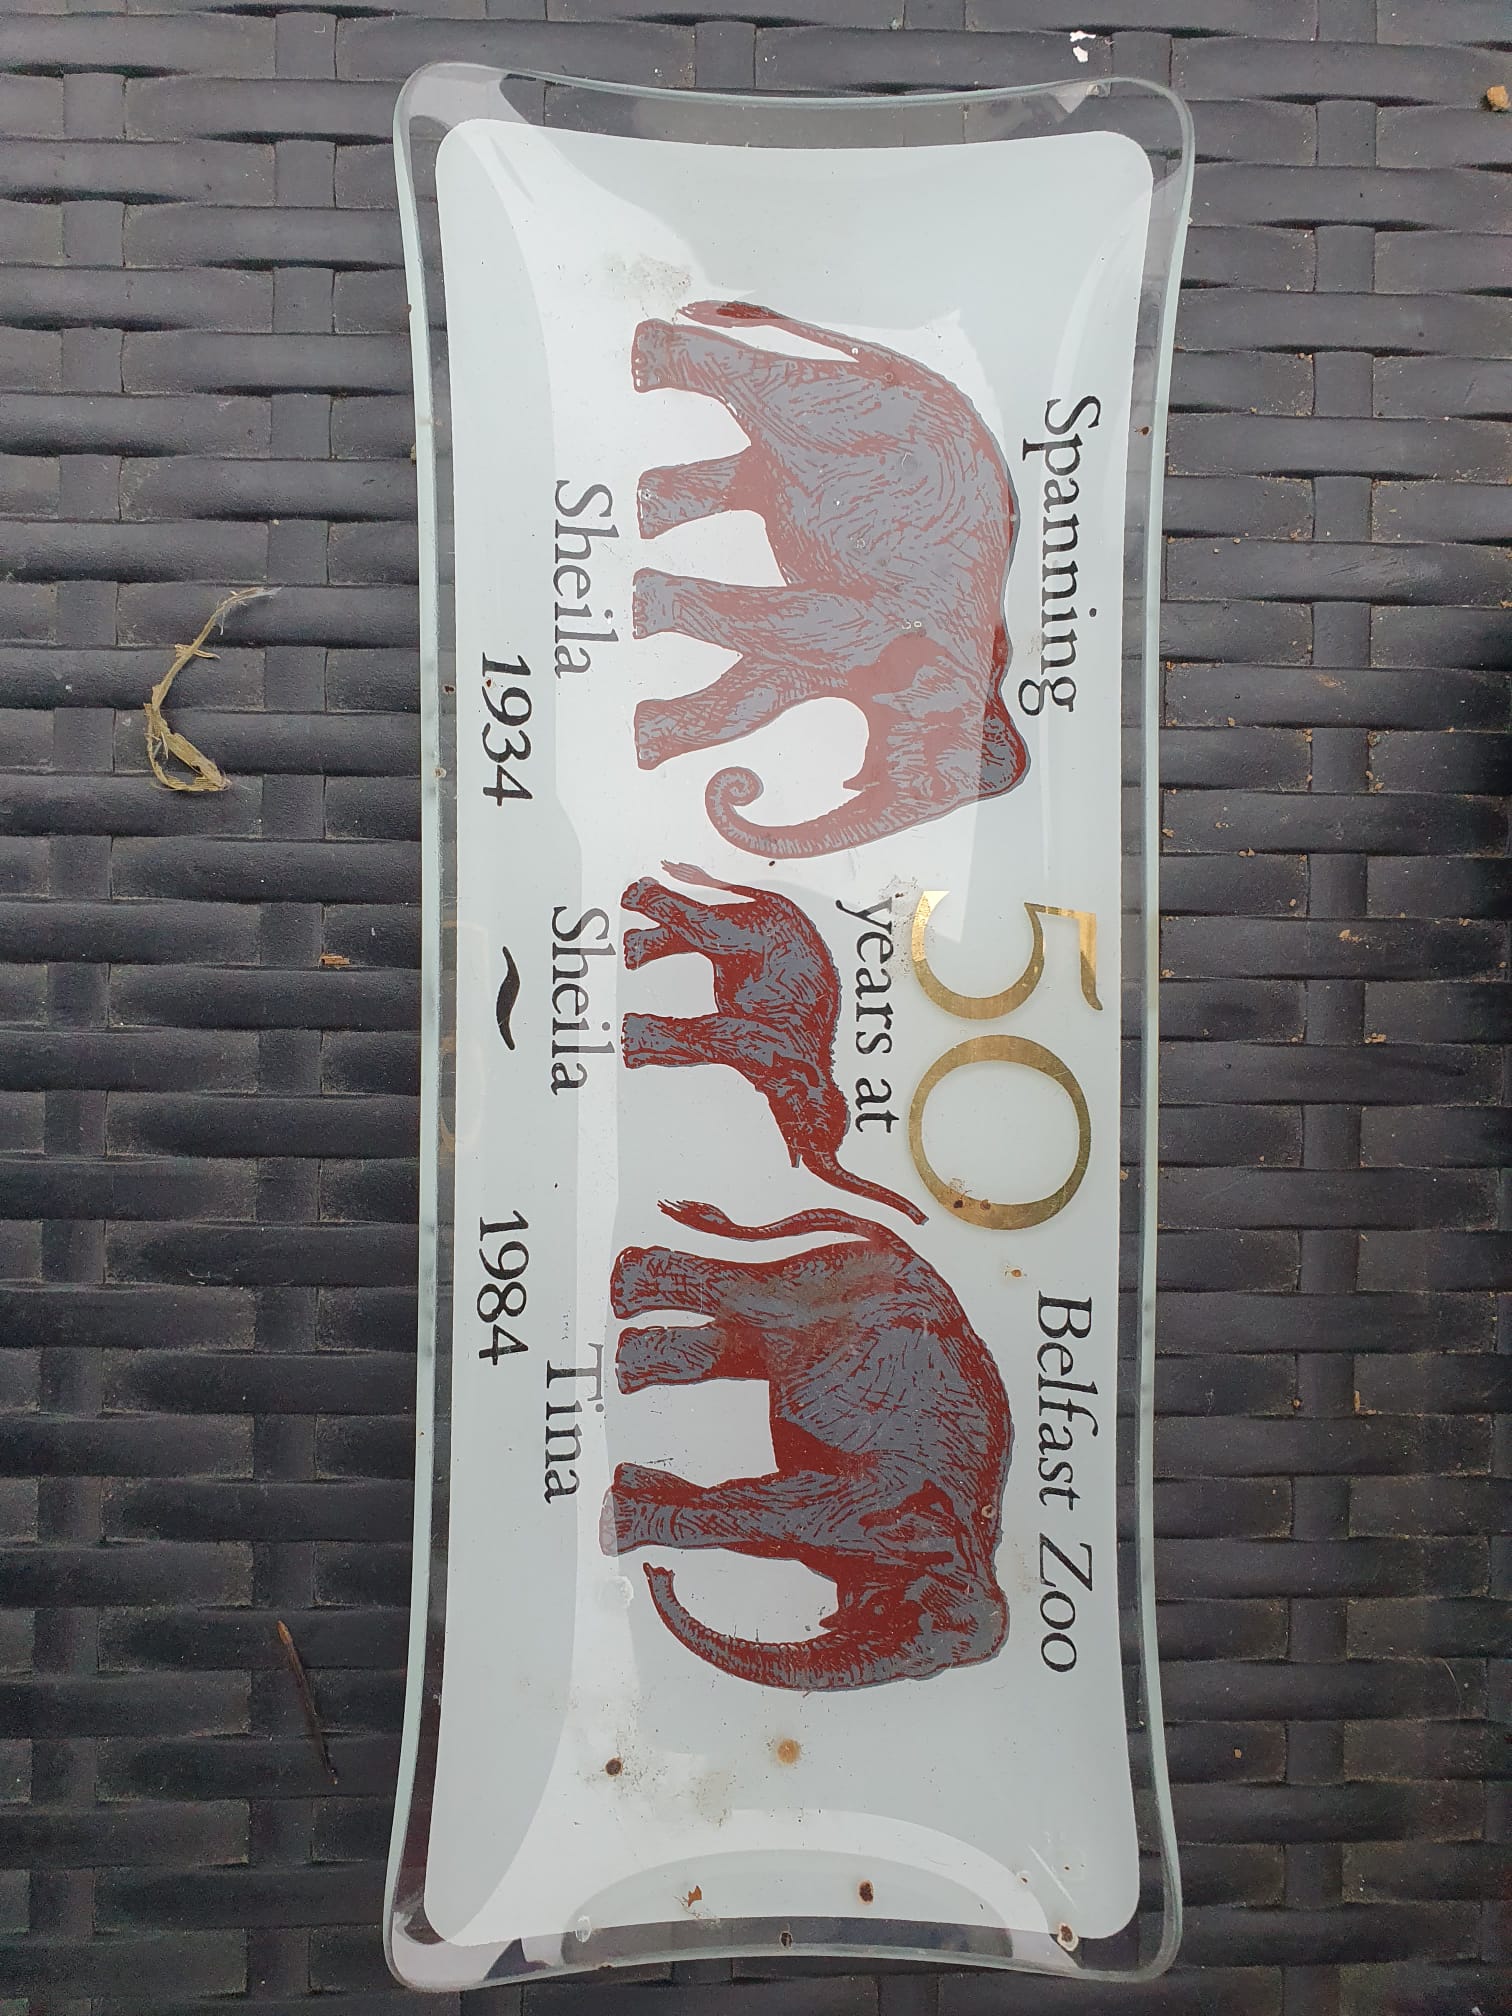 Spanning 50 Belfast Zoo
years at
Sheila Sheila Tina
1934 ~ 1984